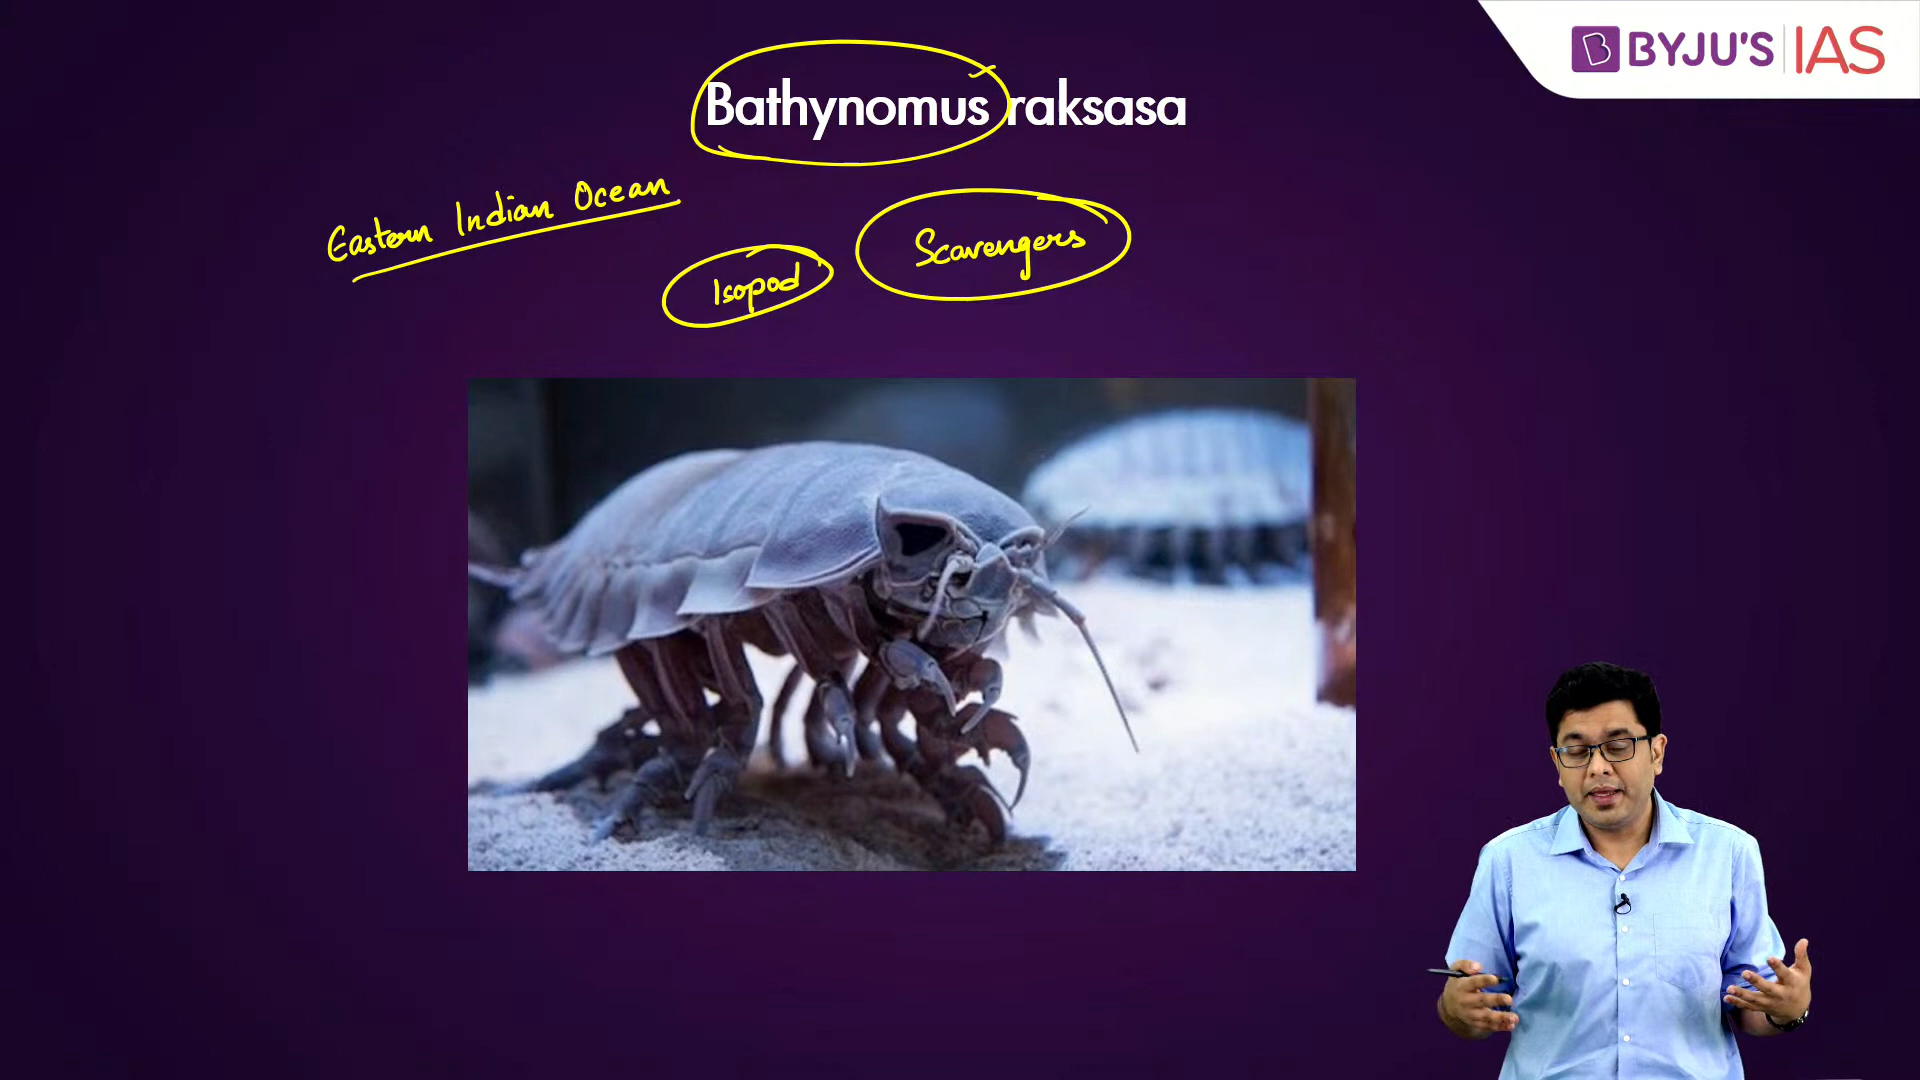 BYJU'S IAS
Bathynomus raksasa
Eastern Indian Ocean
Scavengers
Isopod